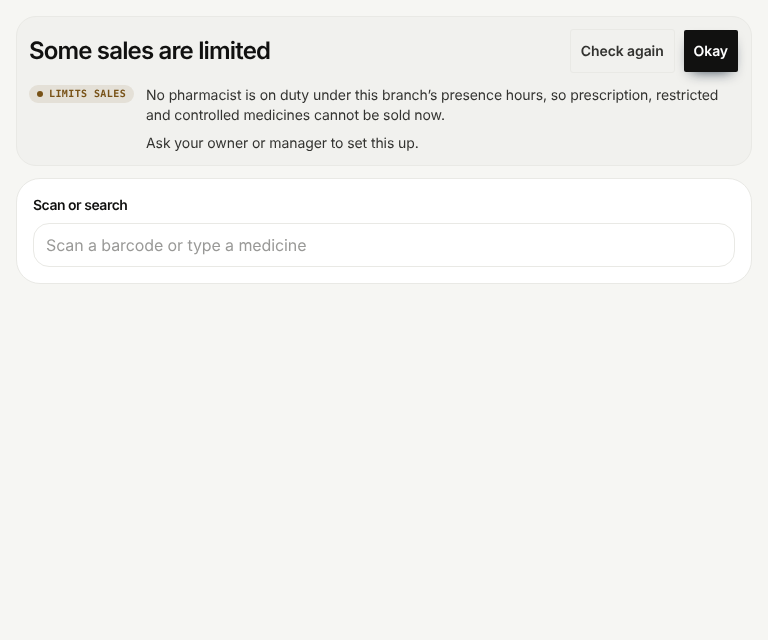 Some sales are limited
Check again
Okay
LIMITS SALES
No pharmacist is on duty under this branch’s presence hours, so prescription, restricted
and controlled medicines cannot be sold now.
Ask your owner or manager to set this up.
Scan or search
Scan a barcode or type a medicine